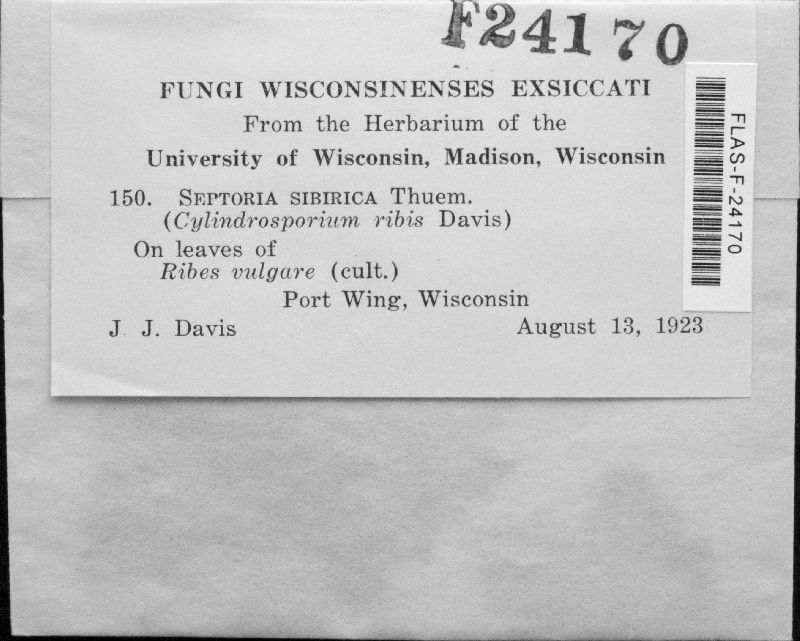 F24170
FUNGI WISCONSINENSES EXSICCATI
From the Herbarium of the
University of Wisconsin, Madison, Wisconsin
150. SEPTORIA SIBIRICA Thuem.
(Cylindrosporium ribis Davis)
On leaves of
Ribes vulgare (cult.)
Port Wing, Wisconsin
J. J. Davis August 13, 1923
FLAS-F-24170